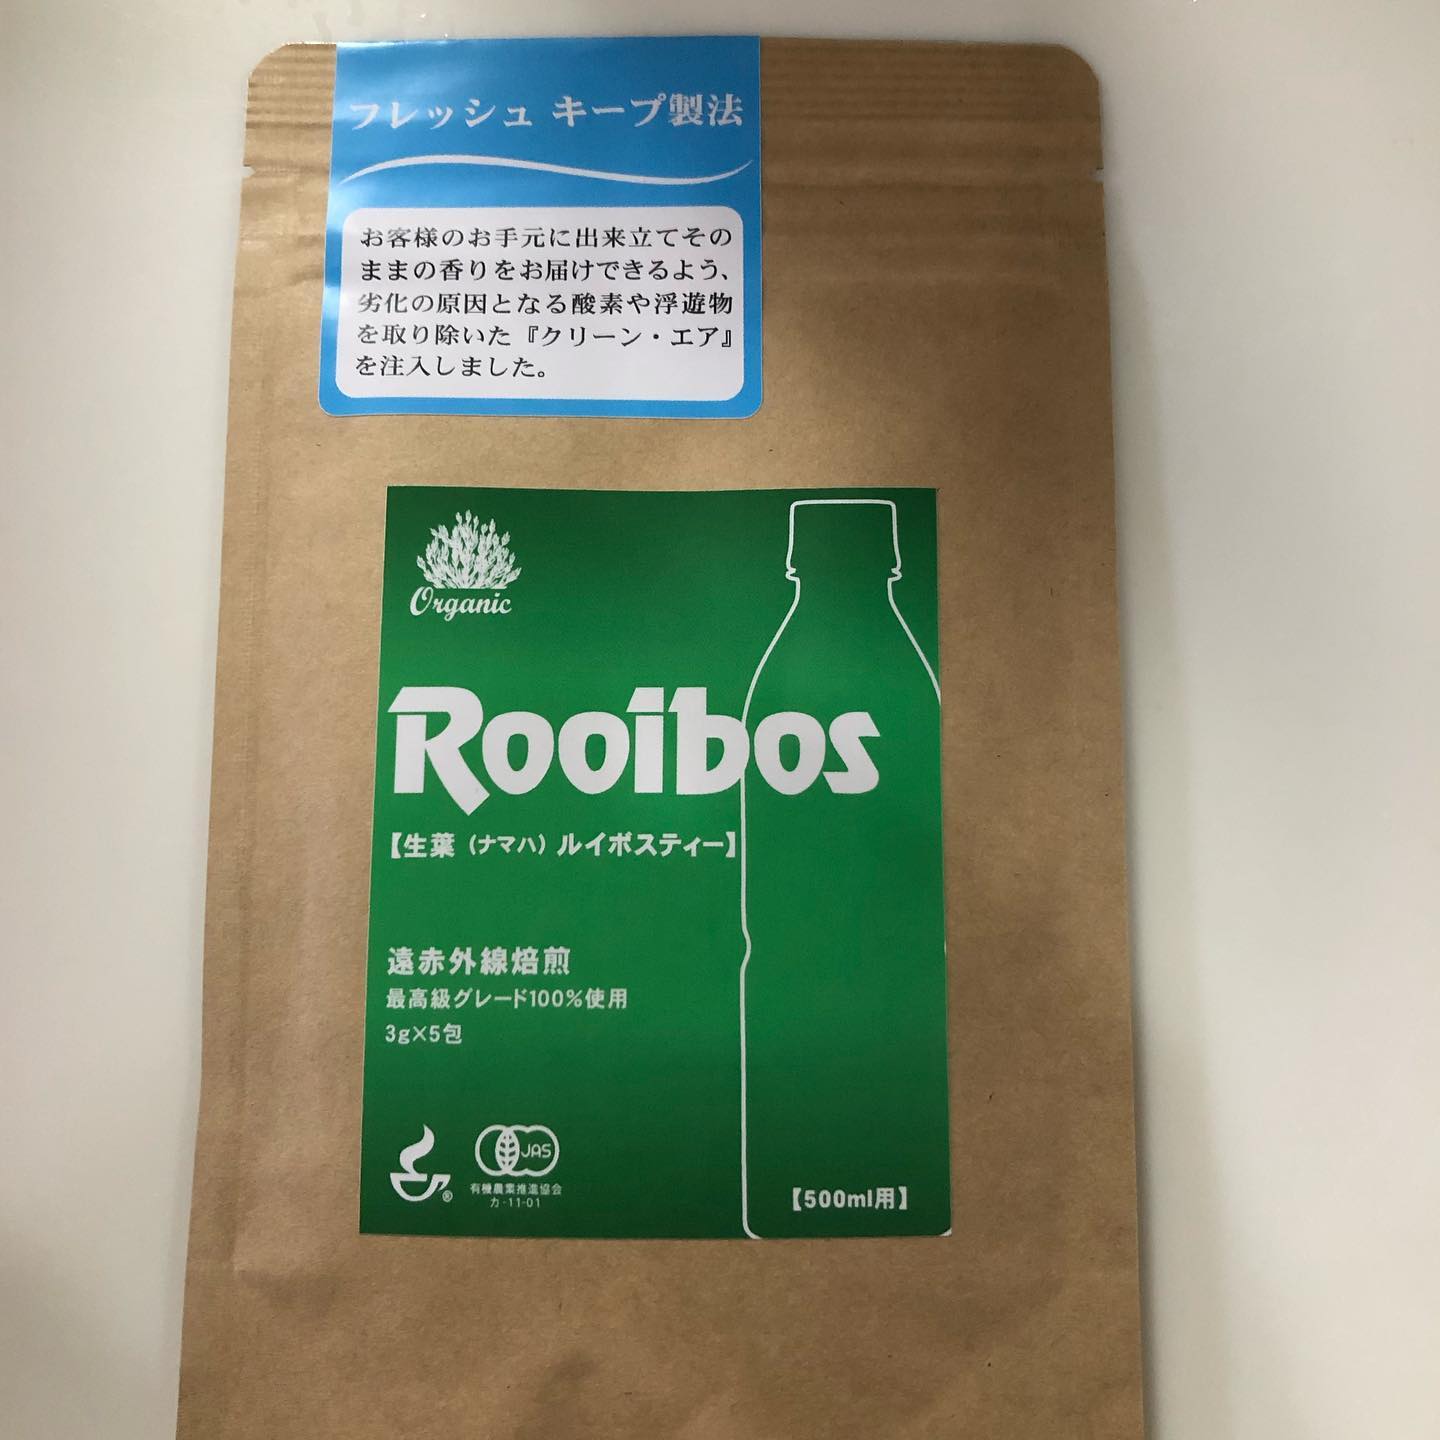 フレッシュ キープ製法
お客様のお手元に出来立てその
ままの香りをお届けできるよう、
劣化の原因となる酸素や浮遊物
を取り除いた『クリーン・エア』
を注入しました。
Organic
Rooibos
【生葉（ナマハ）ルイボスティー】
遠赤外線焙煎
最高級グレード100%使用
3g×5包
®
JAS
有機農業推進協会
カ-11-01
【500ml用】